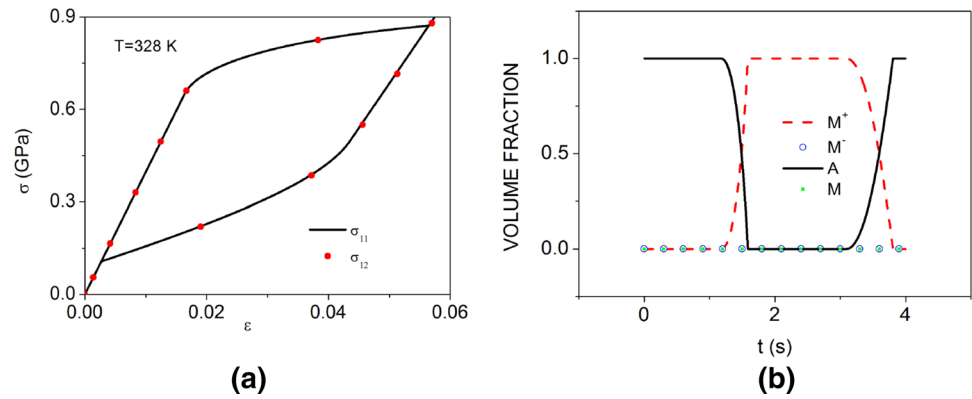 0.9
0.6
0.3
0.0
σ (GPa)
T=328 K
σ11
σ12
0.00
0.02
0.04
0.06
ε
(a)
1.0
0.5
0.0
VOLUME FRACTION
M+
M-
A
M
0
2
4
t (s)
(b)